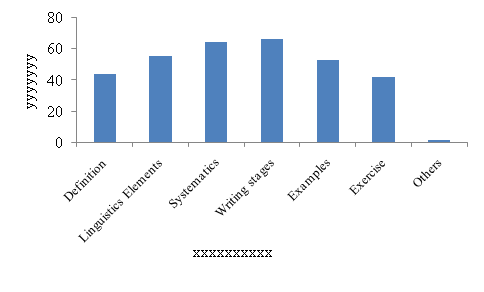 80
60
40
20
0
yyyyyyy
Definition
Linguistics Elements
Systematics
Writing stages
Examples
Exercise
Others
xxxxxxxxxx